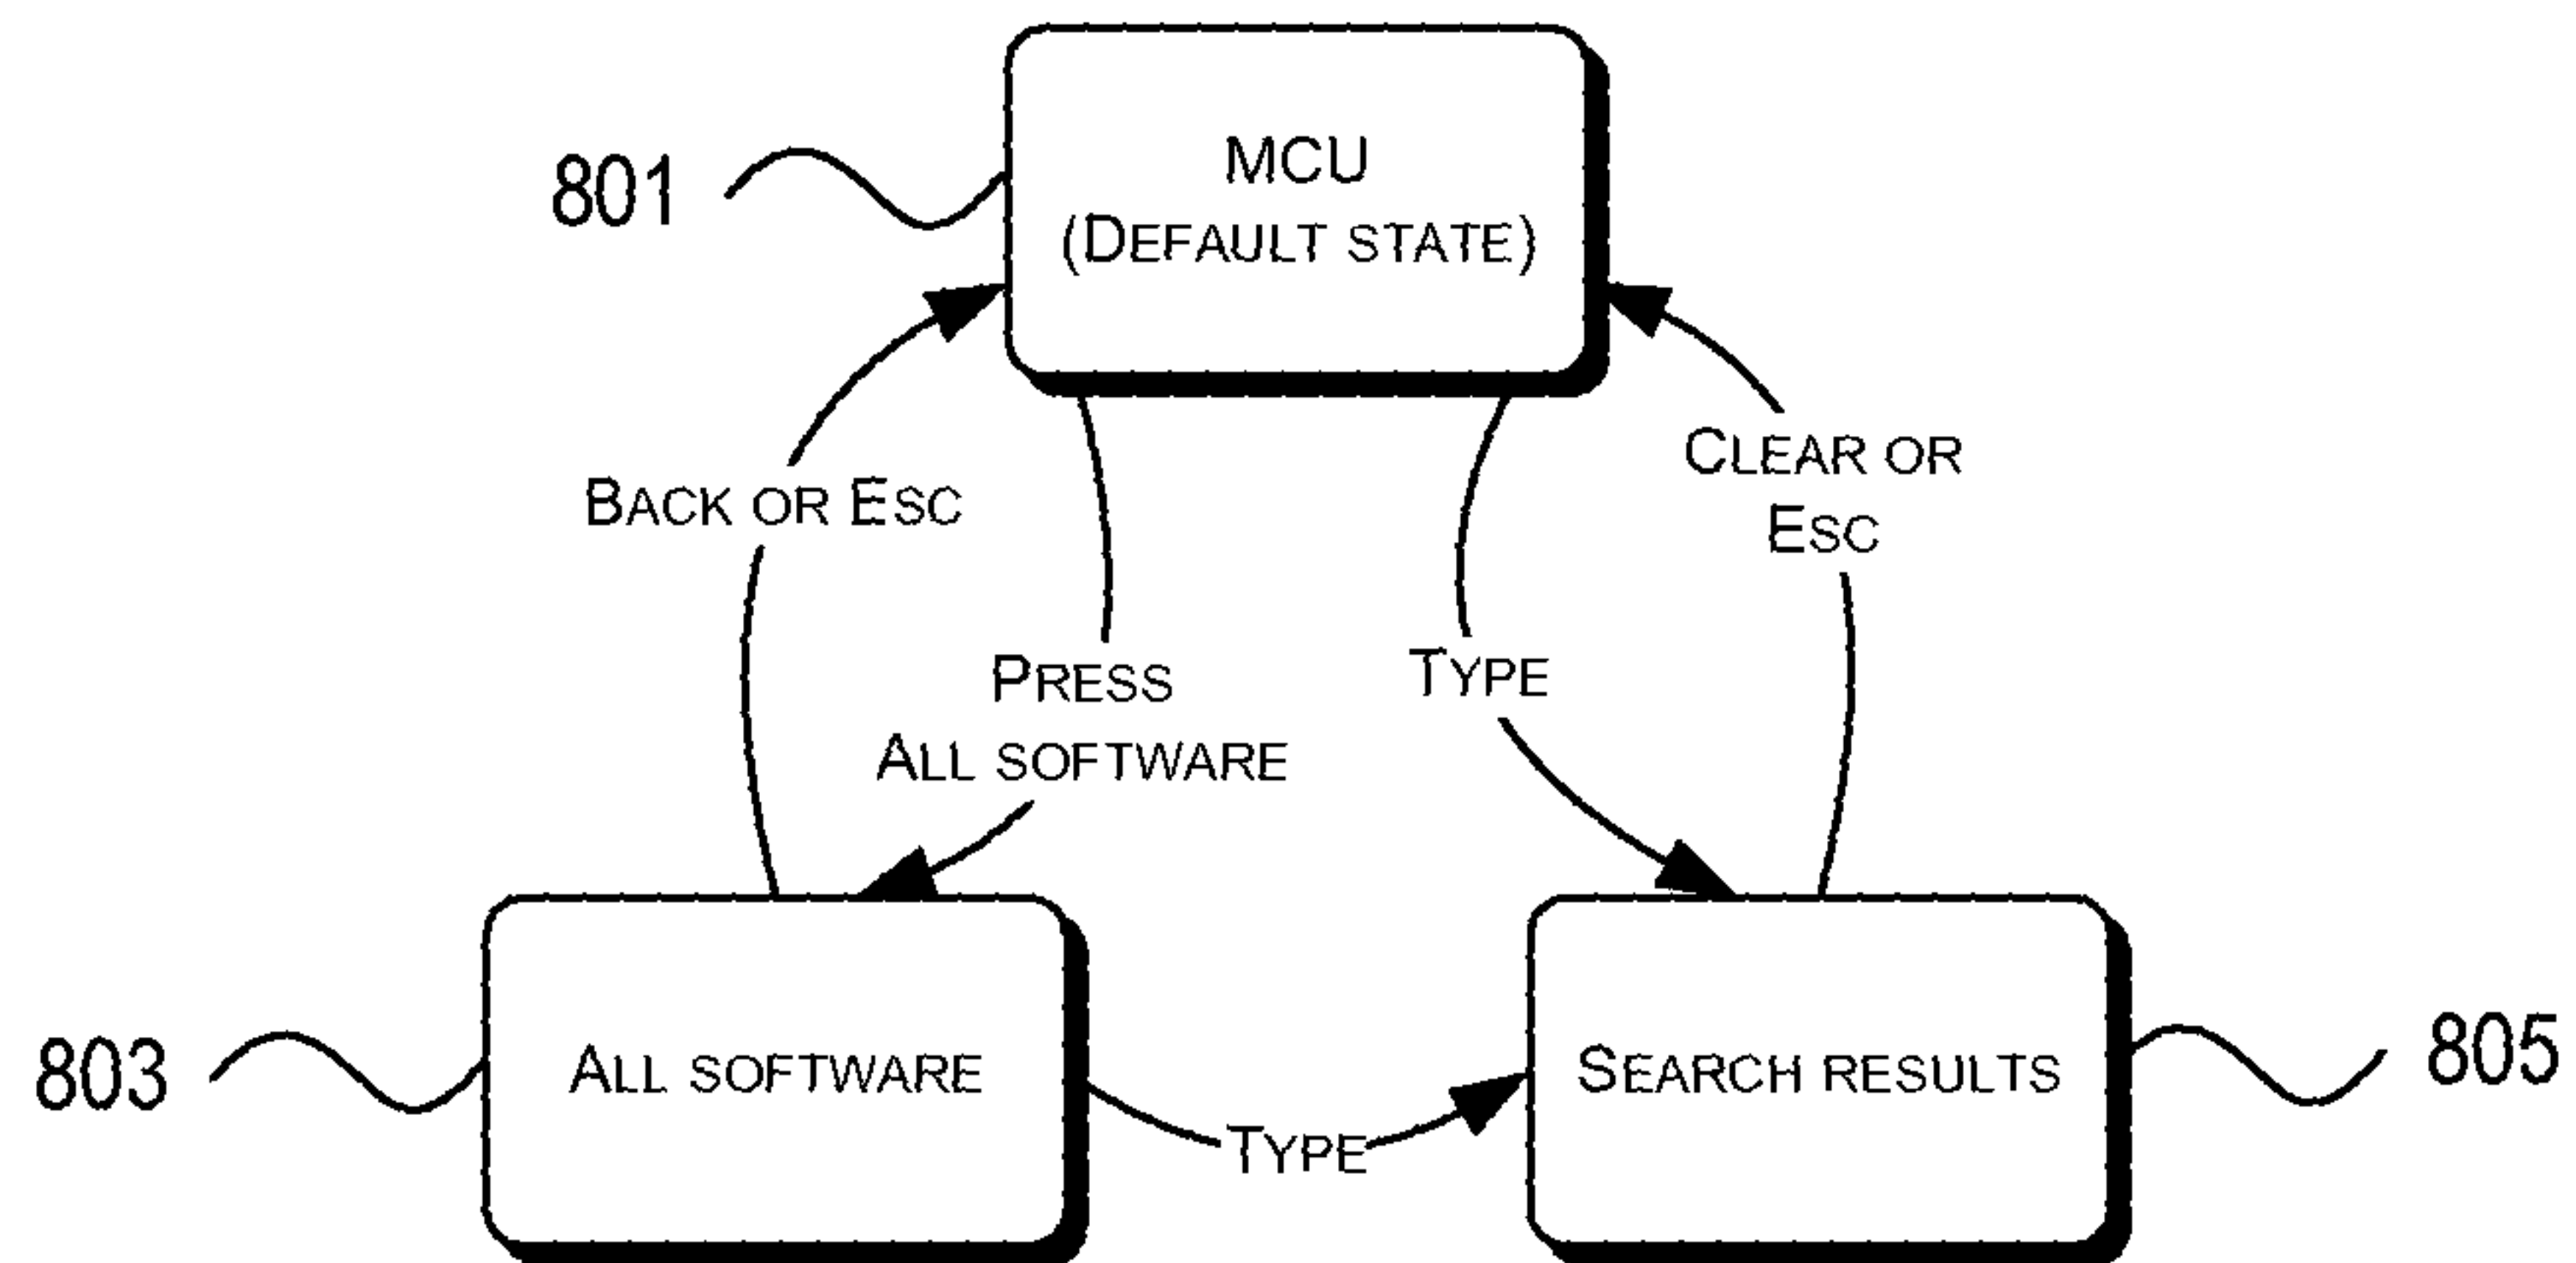 801
MCU
(DEFAULT STATE)
BACK OR ESC
CLEAR OR
ESC
PRESS
ALL SOFTWARE
TYPE
803
ALL SOFTWARE
TYPE
SEARCH RESULTS
805